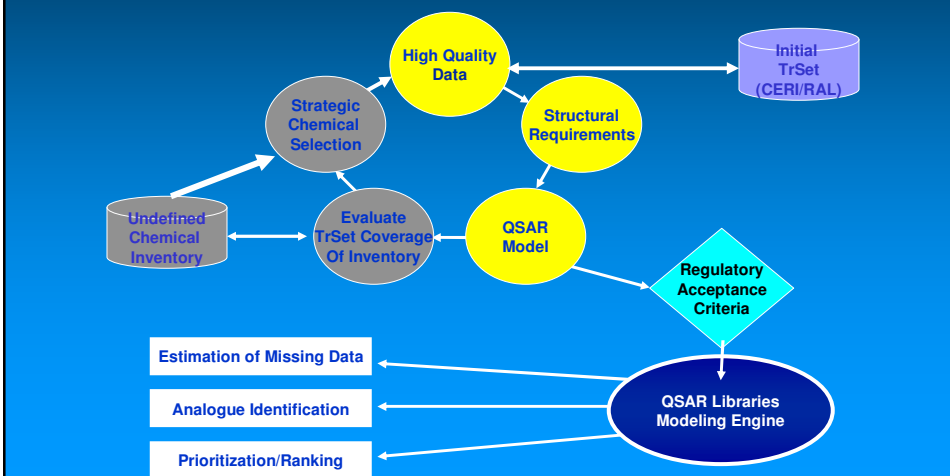 High Quality
Data
Initial
TrSet
(CERI/RAL)
Strategic
Chemical
Selection
Structural
Requirements
Undefined
Chemical
Inventory
Evaluate
TrSet Coverage
Of Inventory
QSAR
Model
Regulatory
Acceptance
Criteria
Estimation of Missing Data
Analogue Identification
Prioritization/Ranking
QSAR Libraries
Modeling Engine